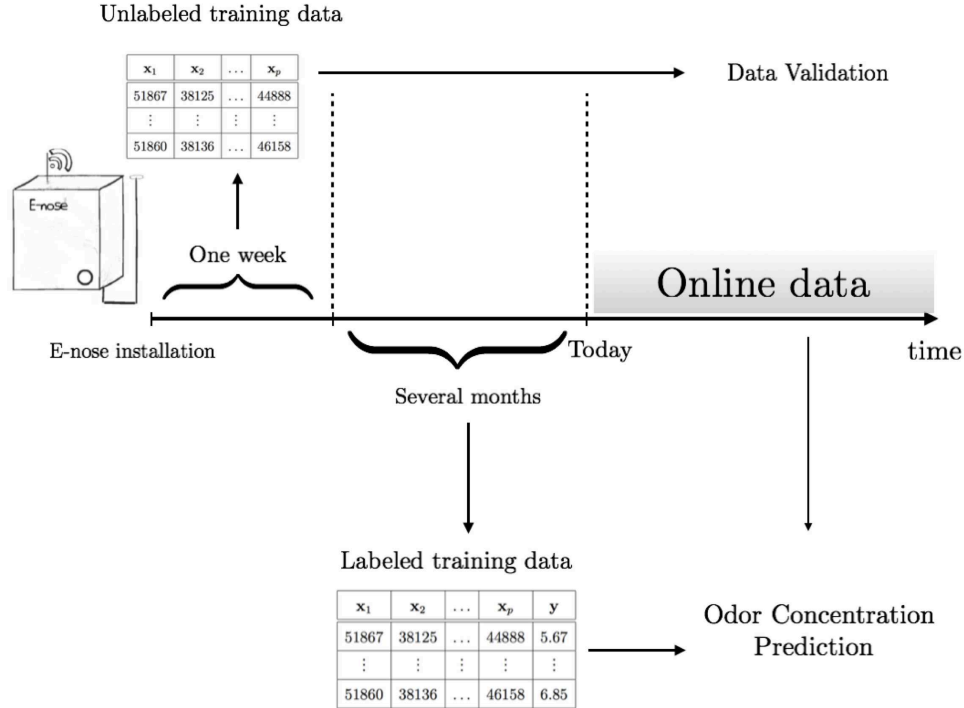 Unlabeled training data
x₁ x₂ ... xₚ
51867 38125 ... 44888
⋮ ⋮ ⋮ ⋮
51860 38136 ... 46158
Data Validation
E-nose
One week
Online data
E-nose installation
Today
time
Several months
Labeled training data
x₁ x₂ ... xₚ y
51867 38125 ... 44888 5.67
⋮ ⋮ ⋮ ⋮ ⋮
51860 38136 ... 46158 6.85
Odor Concentration
Prediction